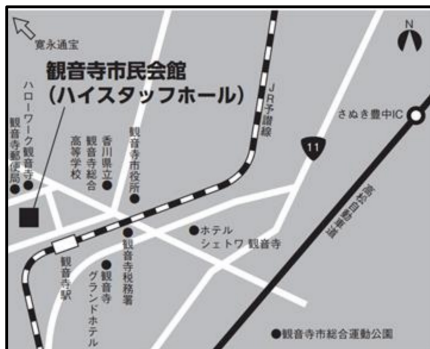 寛永通宝
N
観音寺市民会館
（ハイスタッフホール）
JR予讃線
さぬき豊中IC
11
高松自動車道
ハローワーク観音寺
観音寺郵便局
香川県立
観音寺総合
高等学校
観音寺市役所
ホテル
シェトワ 観音寺
観音寺税務署
観音寺
グランドホテル
観音寺駅
観音寺市総合運動公園